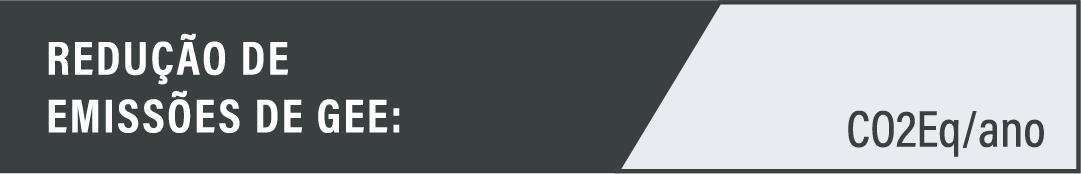 REDUÇÃO DE
EMISSÕES DE GEE:
CO2Eq/ano